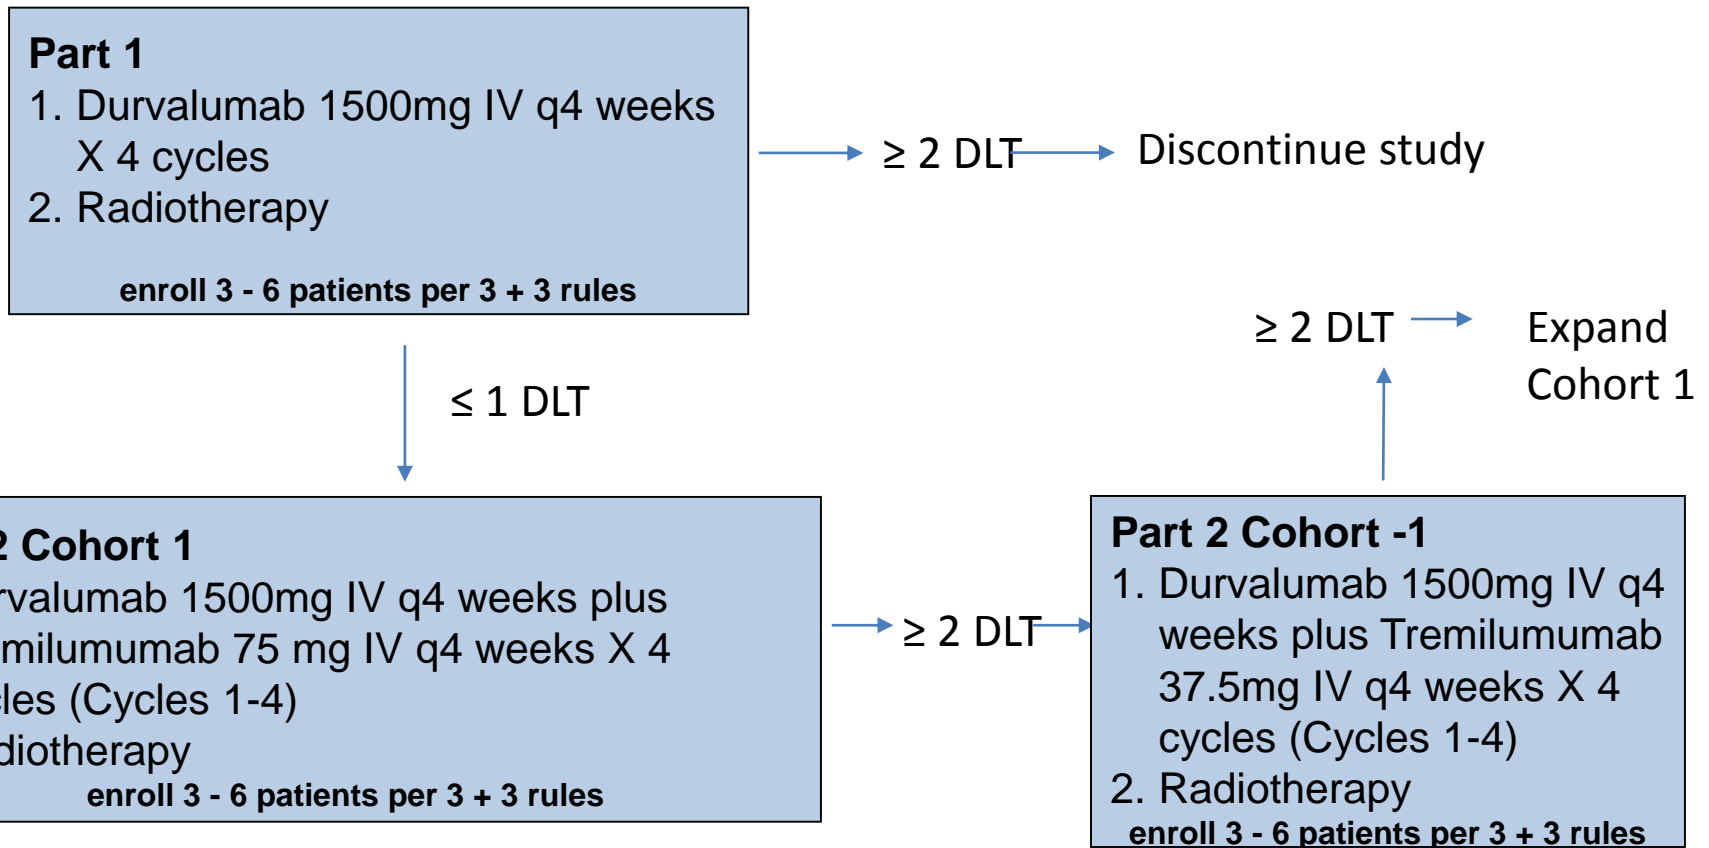 Part 1
1. Durvalumab 1500mg IV q4 weeks
X 4 cycles
2. Radiotherapy
enroll 3 - 6 patients per 3 + 3 rules
≥ 2 DLT
Discontinue study
≤ 1 DLT
≥ 2 DLT
Expand
Cohort 1
2 Cohort 1
rvalumab 1500mg IV q4 weeks plus
milumumab 75 mg IV q4 weeks X 4
les (Cycles 1-4)
diotherapy
enroll 3 - 6 patients per 3 + 3 rules
≥ 2 DLT
Part 2 Cohort -1
1. Durvalumab 1500mg IV q4
weeks plus Tremilumumab
37.5mg IV q4 weeks X 4
cycles (Cycles 1-4)
2. Radiotherapy
enroll 3 - 6 patients per 3 + 3 rules